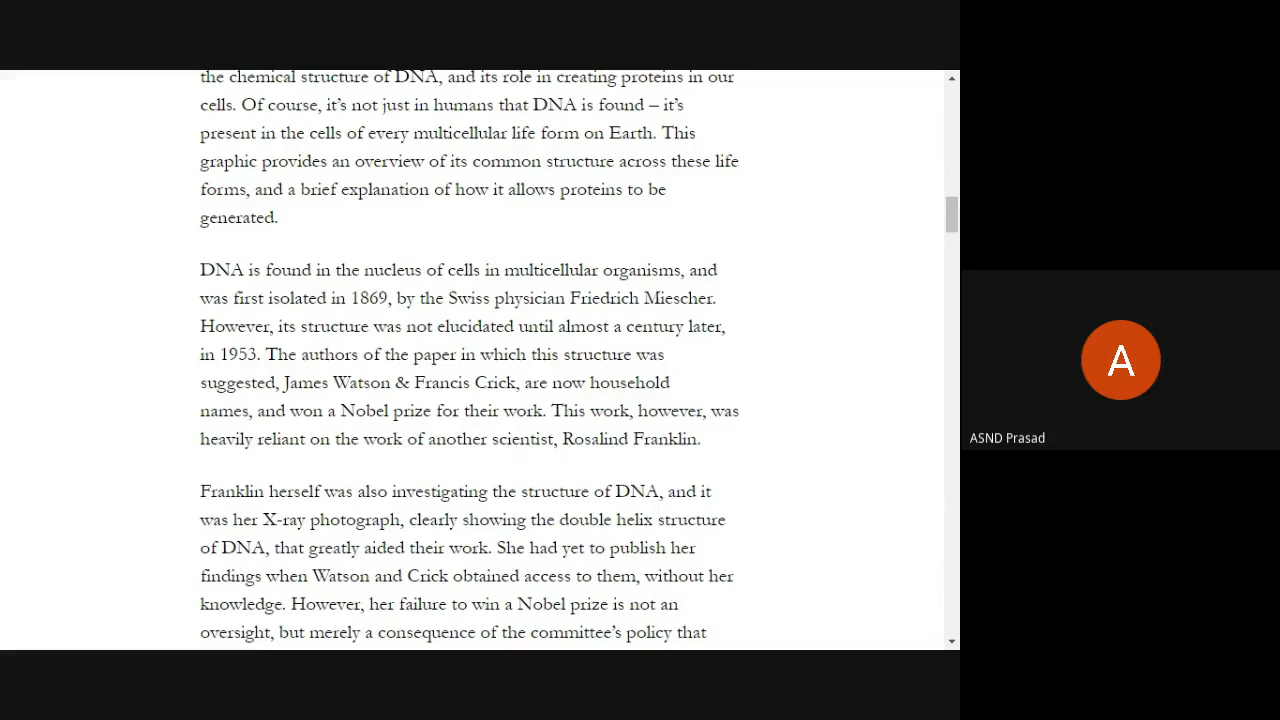 the chemical structure of DNA, and its role in creating proteins in our
cells. Of course, it’s not just in humans that DNA is found – it’s
present in the cells of every multicellular life form on Earth. This
graphic provides an overview of its common structure across these life
forms, and a brief explanation of how it allows proteins to be
generated.
DNA is found in the nucleus of cells in multicellular organisms, and
was first isolated in 1869, by the Swiss physician Friedrich Miescher.
However, its structure was not elucidated until almost a century later,
in 1953. The authors of the paper in which this structure was
suggested, James Watson & Francis Crick, are now household
names, and won a Nobel prize for their work. This work, however, was
heavily reliant on the work of another scientist, Rosalind Franklin.
Franklin herself was also investigating the structure of DNA, and it
was her X-ray photograph, clearly showing the double helix structure
of DNA, that greatly aided their work. She had yet to publish her
findings when Watson and Crick obtained access to them, without her
knowledge. However, her failure to win a Nobel prize is not an
oversight, but merely a consequence of the committee’s policy that
A
ASND Prasad